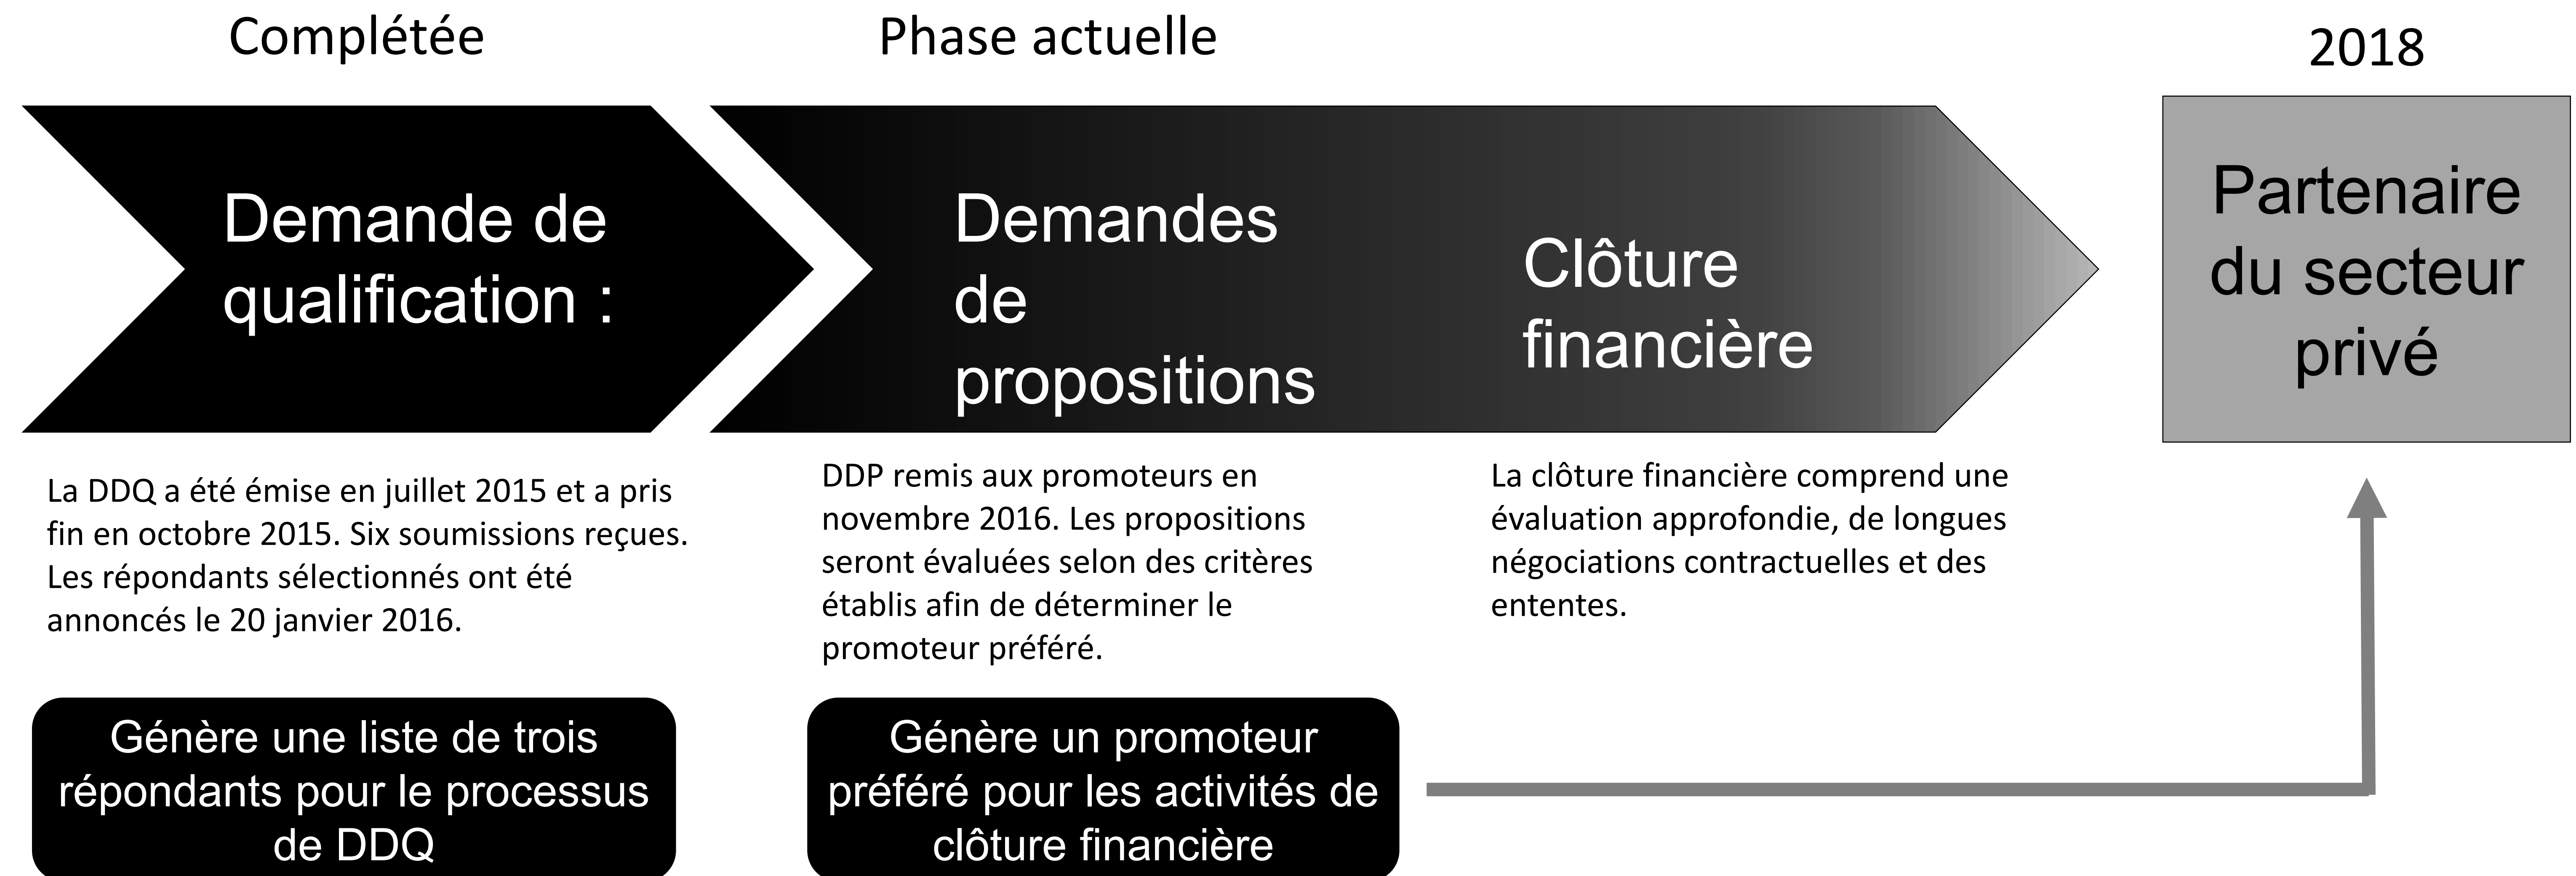 Complétée
Phase actuelle
2018
Demande de
qualification :
Demandes
de
propositions
Clôture
financière
Partenaire
du secteur
privé
La DDQ a été émise en juillet 2015 et a pris
fin en octobre 2015. Six soumissions reçues.
Les répondants sélectionnés ont été
annoncés le 20 janvier 2016.
DDP remis aux promoteurs en
novembre 2016. Les propositions
seront évaluées selon des critères
établis afin de déterminer le
promoteur préféré.
La clôture financière comprend une
évaluation approfondie, de longues
négociations contractuelles et des
ententes.
Génère une liste de trois
répondants pour le processus
de DDQ
Génère un promoteur
préféré pour les activités de
clôture financière